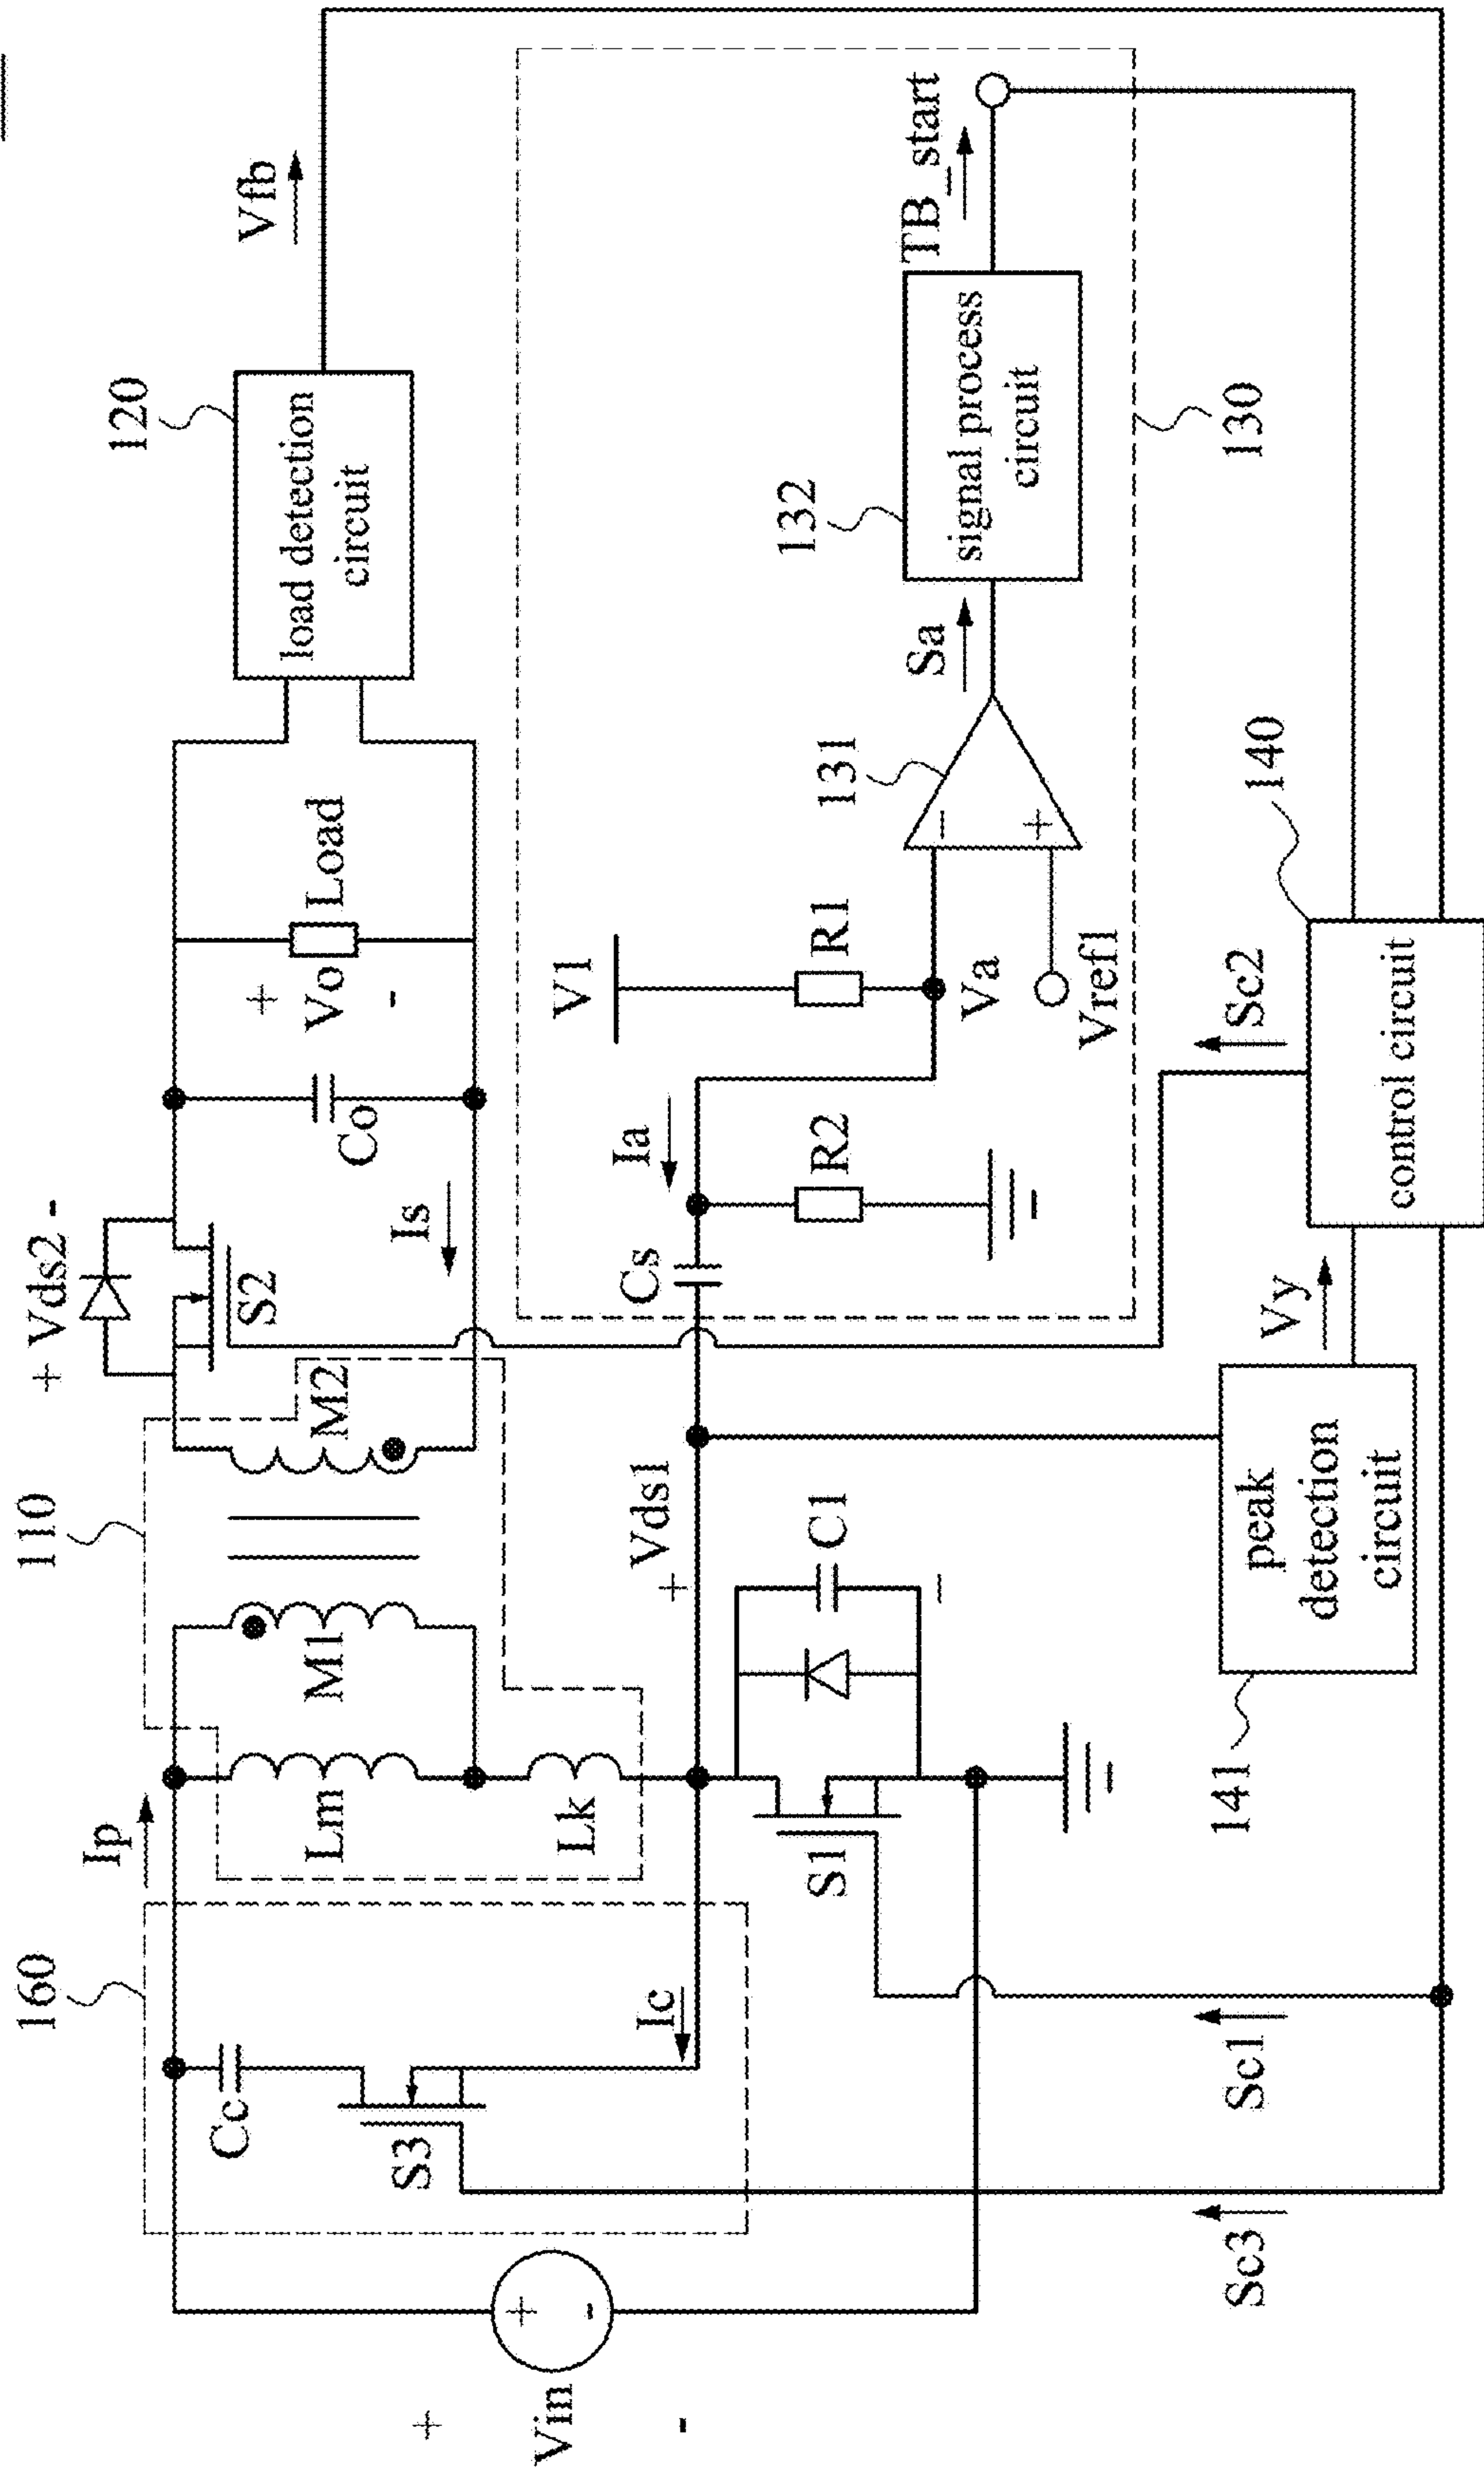 Vfb
120
load detection
circuit
+ Vds2 -
S2
Is
Co
+
Vo
-
Load
110
M2
M1
Lm
Lk
Ip
160
Cc
S3
Ic
+
Vin
-
+
-
+
Vds1
-
C1
S1
Cs
Ia
R2
V1
R1
Va
Vref1
131
-
+
Sa
132
signal process
circuit
TB_start
130
140
control circuit
Sc2
Vy
peak
detection
circuit
141
Sc1
Sc3